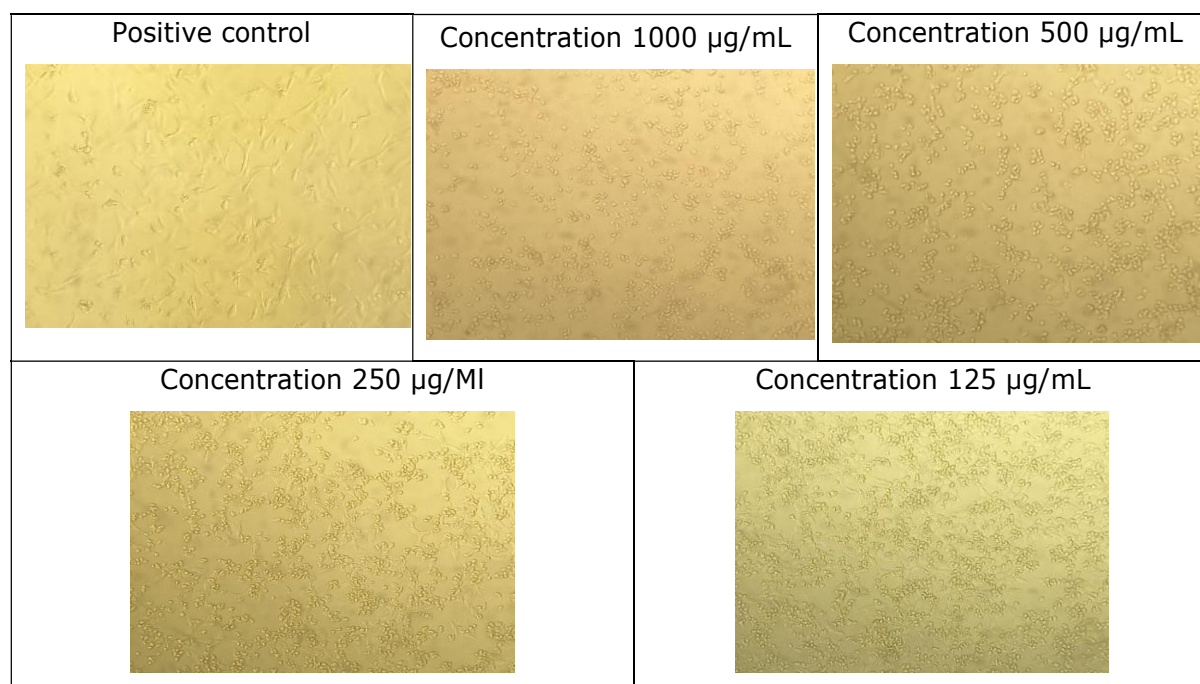 Positive control
Concentration 1000 µg/mL
Concentration 500 µg/mL
Concentration 250 µg/Ml
Concentration 125 µg/mL